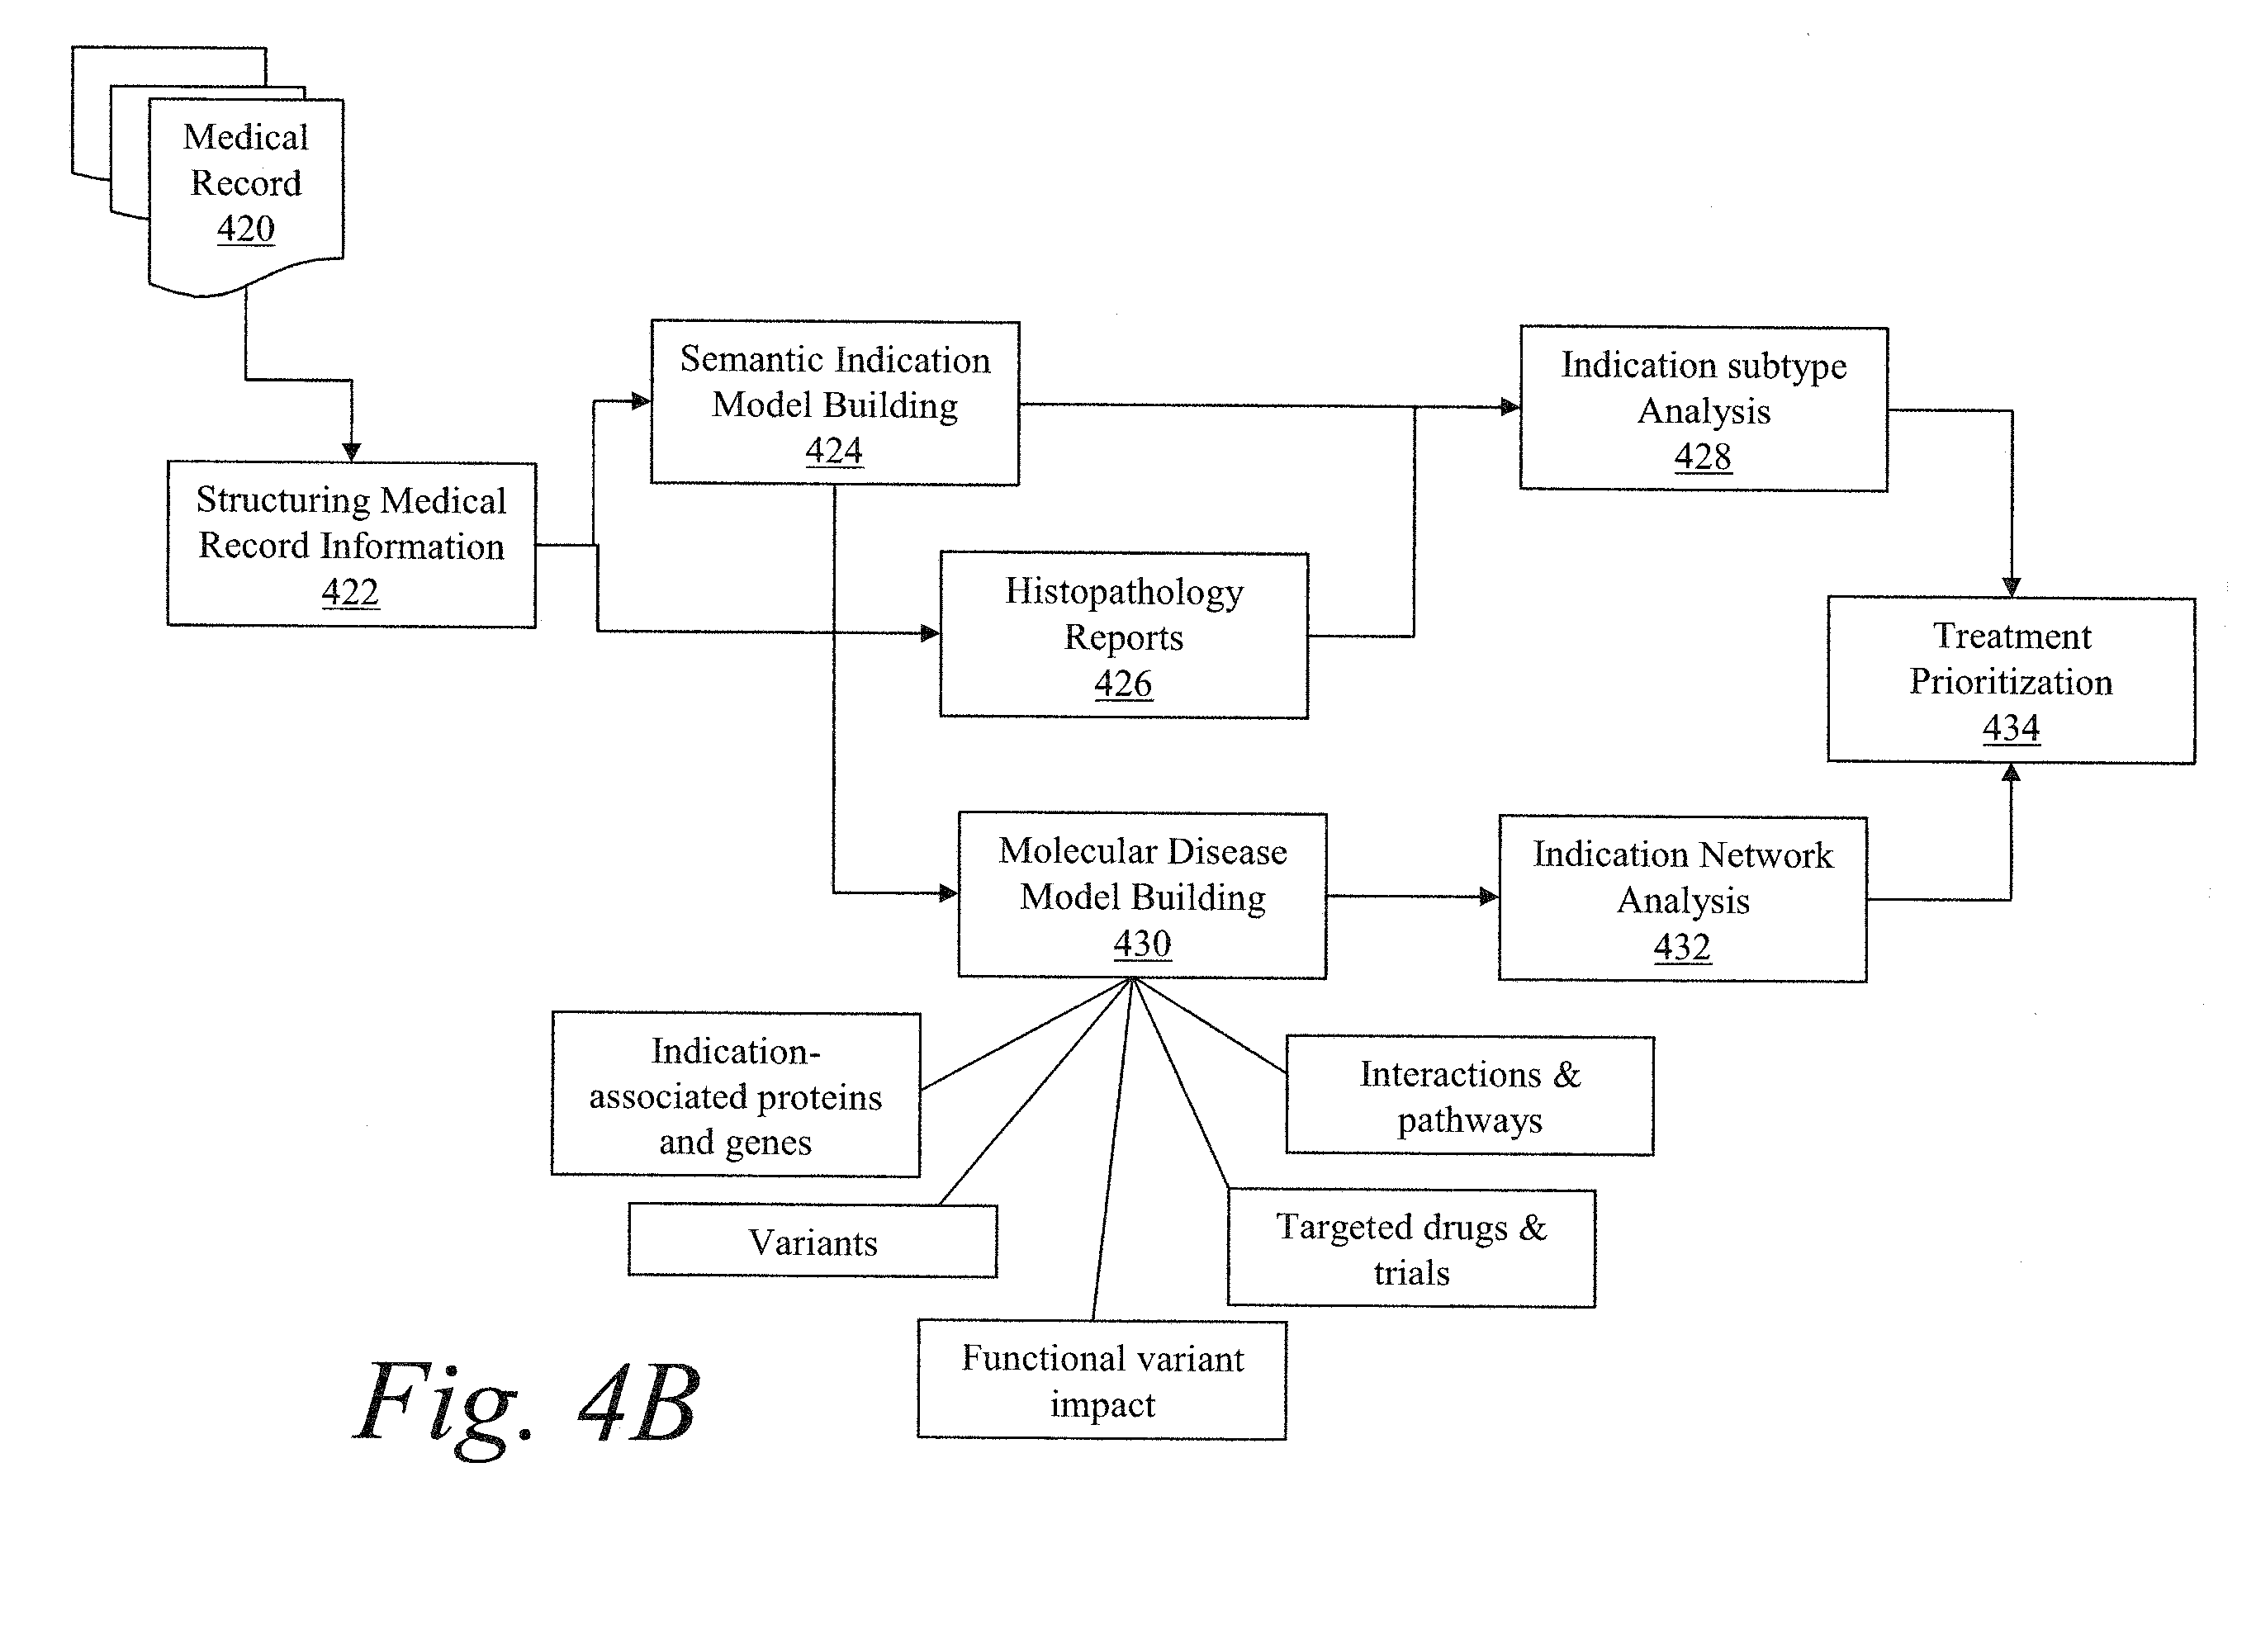 Medical
Record
420
Structuring Medical
Record Information
422
Semantic Indication
Model Building
424
Histopathology
Reports
426
Indication subtype
Analysis
428
Treatment
Prioritization
434
Molecular Disease
Model Building
430
Indication Network
Analysis
432
Indication-
associated proteins
and genes
Variants
Functional variant
impact
Targeted drugs &
trials
Interactions &
pathways
Fig. 4B